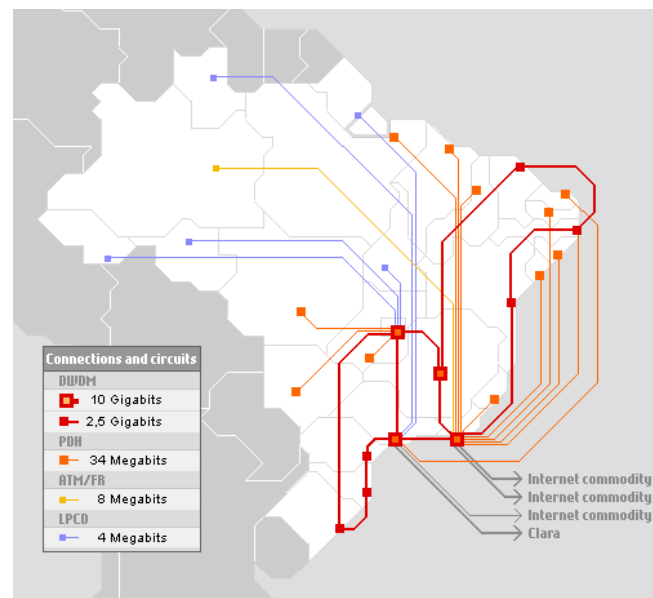 Connections and circuits
DWDM
10 Gigabits
2,5 Gigabits
PDH
34 Megabits
ATM/FR
8 Megabits
LPCD
4 Megabits
Internet commodity
Internet commodity
Internet commodity
Clara